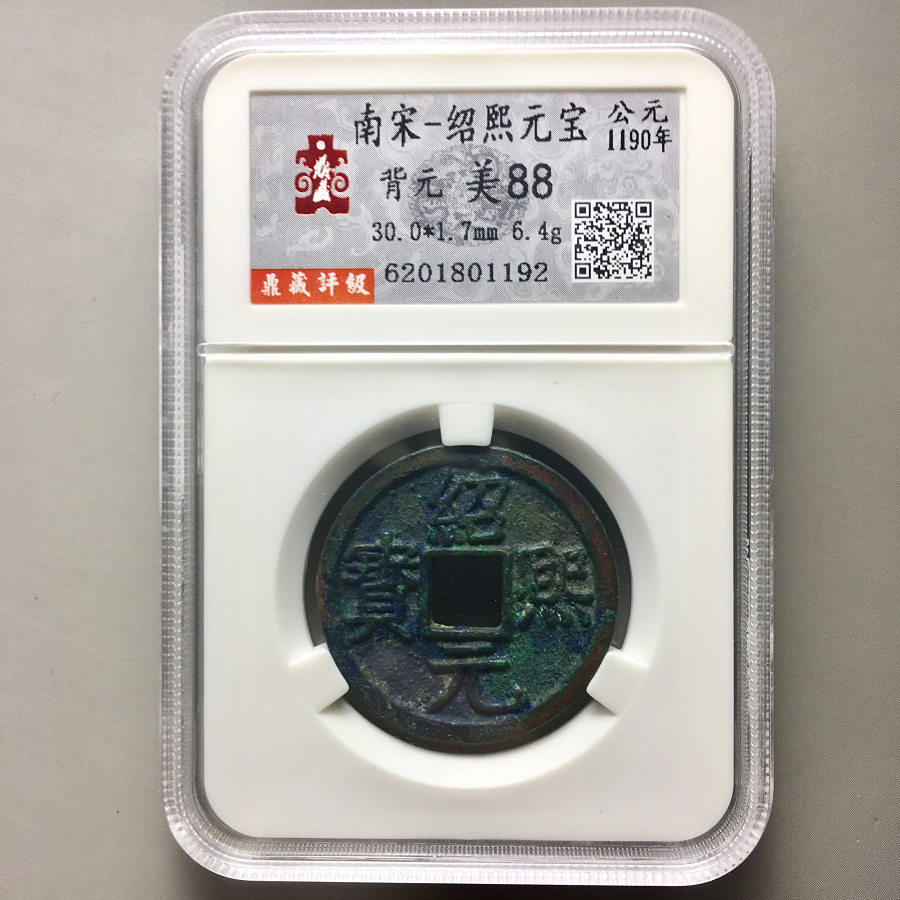 南宋-绍熙元宝
公元
1190年
背元 美88
30.0*1.7mm 6.4g
鼎藏評級 6201801192
紹
熙
元
寳